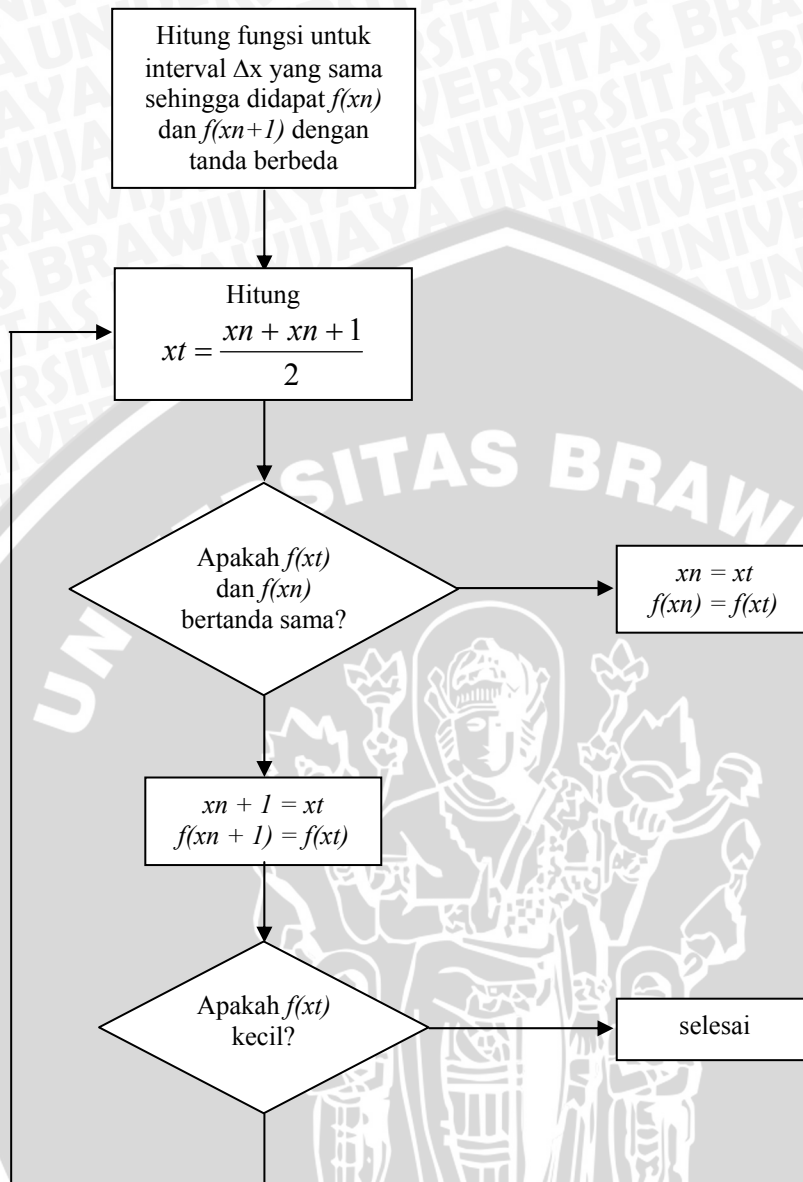 Hitung fungsi untuk
interval Δx yang sama
sehingga didapat f(xn)
dan f(xn+1) dengan
tanda berbeda
Hitung
xt = \frac{xn + xn + 1}{2}
Apakah f(xt)
dan f(xn)
bertanda sama?
xn = xt
f(xn) = f(xt)
xn + 1 = xt
f(xn + 1) = f(xt)
Apakah f(xt)
kecil?
selesai